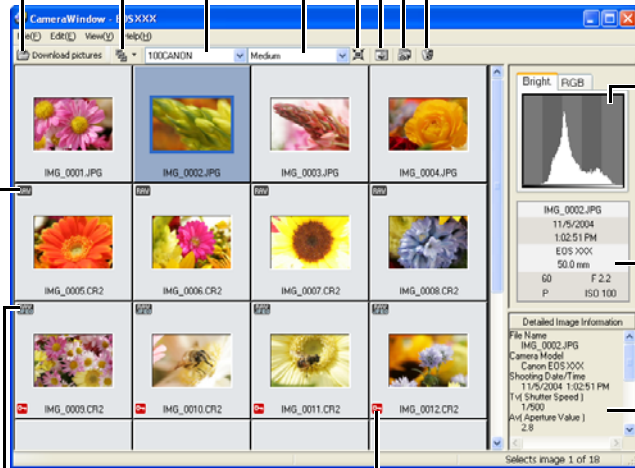 CameraWindow - EOSXXX
File(F) Edit(E) View(V) Help(H)
Download pictures 100CANON Medium
IMG_0001.JPG IMG_0002.JPG IMG_0003.JPG IMG_0004.JPG
RAW RAW RAW RAW
IMG_0005.CR2 IMG_0006.CR2 IMG_0007.CR2 IMG_0008.CR2
IMG_0009.CR2 IMG_0010.CR2 IMG_0011.CR2 IMG_0012.CR2
Bright. RGB
IMG_0002.JPG
11/5/2004
1:02:51 PM
EOS XXX
50.0 mm
60 F 2.2
P ISO 100
Detailed Image Information
File Name
IMG_0002.JPG
Camera Model
Canon EOS XXX
Shooting Date/Time
11/5/2004 1:02:51 PM
Tv( Shutter Speed )
1/500
Av( Aperture Value )
2.8
Selects image 1 of 18